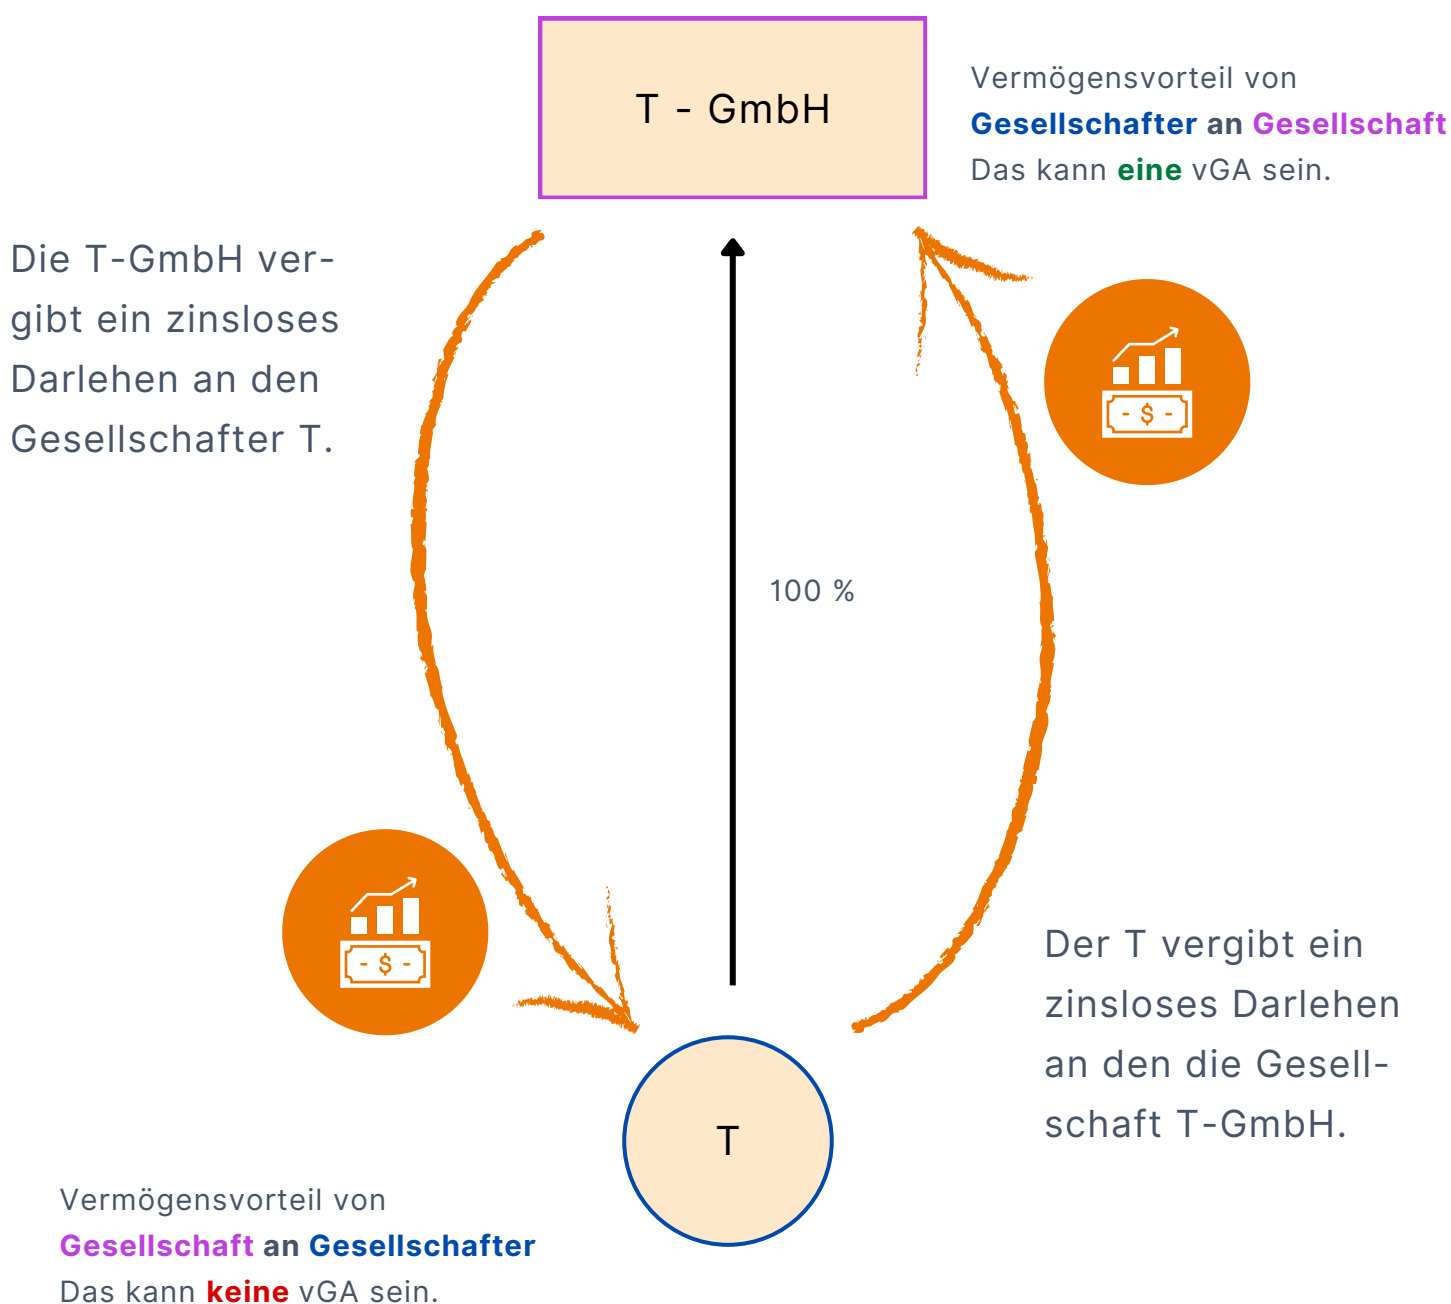 T - GmbH
Vermögensvorteil von
Gesellschafter an Gesellschaft
Das kann eine vGA sein.
Die T-GmbH ver-
gibt ein zinsloses
Darlehen an den
Gesellschafter T.
- $ -
100 %
- $ -
Der T vergibt ein
zinsloses Darlehen
an den die Gesell-
schaft T-GmbH.
T
Vermögensvorteil von
Gesellschaft an Gesellschafter
Das kann keine vGA sein.